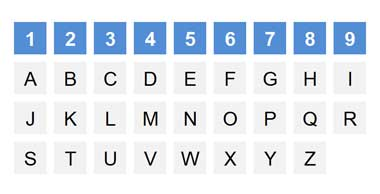 1 2 3 4 5 6 7 8 9
A B C D E F G H I
J K L M N O P Q R
S T U V W X Y Z